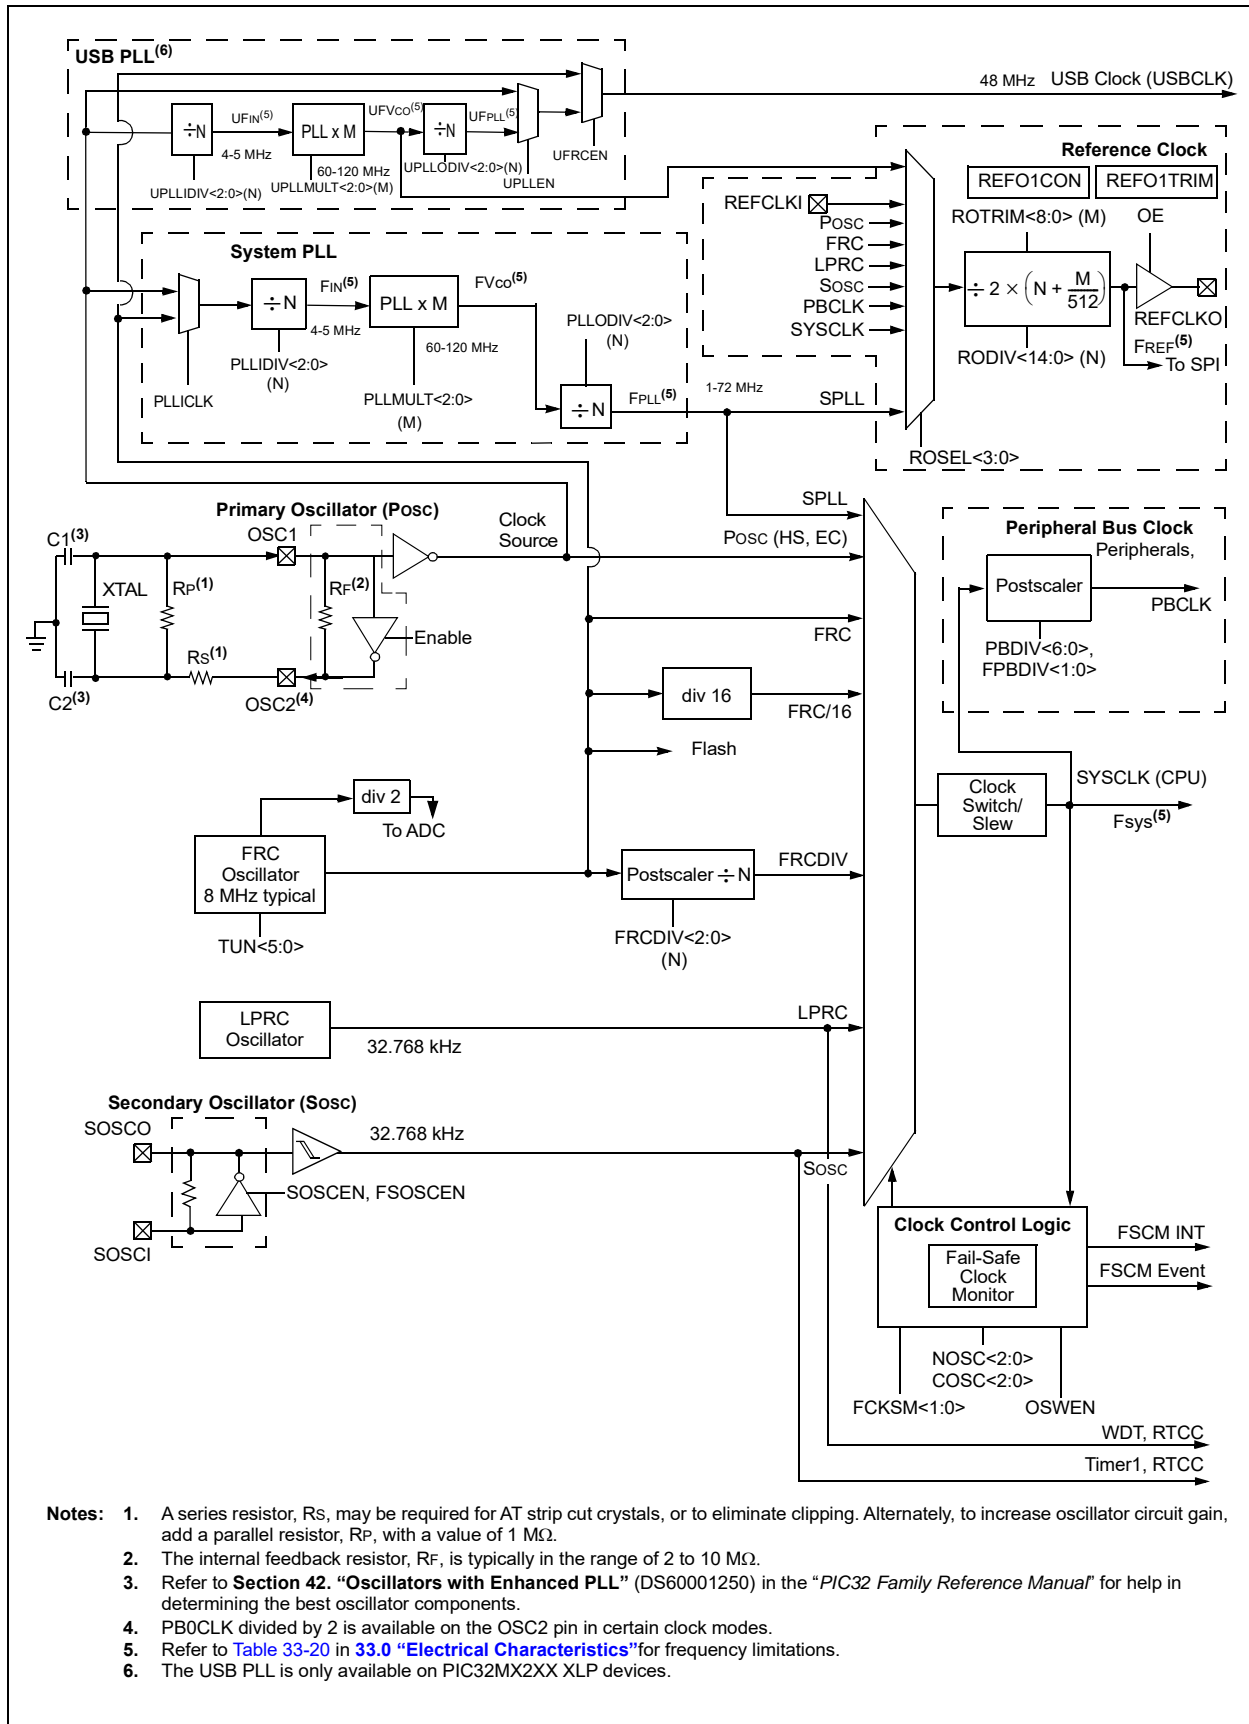 USB PLL(6)
48 MHz USB Clock (USBCLK)
÷N
UFIN(5)
4-5 MHz
PLL x M
UFVCO(5)
÷N
UFPLL(5)
UFRCEN
60-120 MHz
UPLLIDIV<2:0>(N)
UPLLMULT<2:0>(M)
UPLLODIV<2:0>(N)
UPLLEN
Reference Clock
REFO1CON
REFO1TRIM
REFCLKI
POSC
FRC
LPRC
SOSC
PBCLK
SYSCLK
ROTRIM<8:0> (M)
OE
÷ 2 × (N + M/512)
REFCLKO
RODIV<14:0> (N)
FREF(5)
To SPI
System PLL
÷N
FIN(5)
4-5 MHz
PLL x M
FVCO(5)
60-120 MHz
PLLODIV<2:0>
(N)
PLLICLK
PLLIDIV<2:0>
(N)
PLLMULT<2:0>
(M)
÷N
FPLL(5)
1-72 MHz
SPLL
ROSEL<3:0>
SPLL
Primary Oscillator (POSC)
C1(3)
OSC1
Clock
Source
POSC (HS, EC)
XTAL
RP(1)
RF(2)
Enable
RS(1)
C2(3)
OSC2(4)
FRC
div 16
FRC/16
Flash
Peripheral Bus Clock
Peripherals,
Postscaler
PBCLK
PBDIV<6:0>,
FPBDIV<1:0>
div 2
To ADC
FRC
Oscillator
8 MHz typical
TUN<5:0>
Postscaler ÷ N
FRCDIV
FRCDIV<2:0>
(N)
Clock
Switch/
Slew
SYSCLK (CPU)
Fsys(5)
LPRC
Oscillator
32.768 kHz
LPRC
Secondary Oscillator (SOSC)
SOSCO
32.768 kHz
SOSC
SOSCEN, FSOSCEN
SOSCI
Clock Control Logic
Fail-Safe
Clock
Monitor
FSCM INT
FSCM Event
NOSC<2:0>
COSC<2:0>
FCKSM<1:0>
OSWEN
WDT, RTCC
Timer1, RTCC
Notes: 1. A series resistor, RS, may be required for AT strip cut crystals, or to eliminate clipping. Alternately, to increase oscillator circuit gain,
add a parallel resistor, RP, with a value of 1 MΩ.
2. The internal feedback resistor, RF, is typically in the range of 2 to 10 MΩ.
3. Refer to Section 42. “Oscillators with Enhanced PLL” (DS60001250) in the “PIC32 Family Reference Manual” for help in
determining the best oscillator components.
4. PB0CLK divided by 2 is available on the OSC2 pin in certain clock modes.
5. Refer to Table 33-20 in 33.0 “Electrical Characteristics”for frequency limitations.
6. The USB PLL is only available on PIC32MX2XX XLP devices.